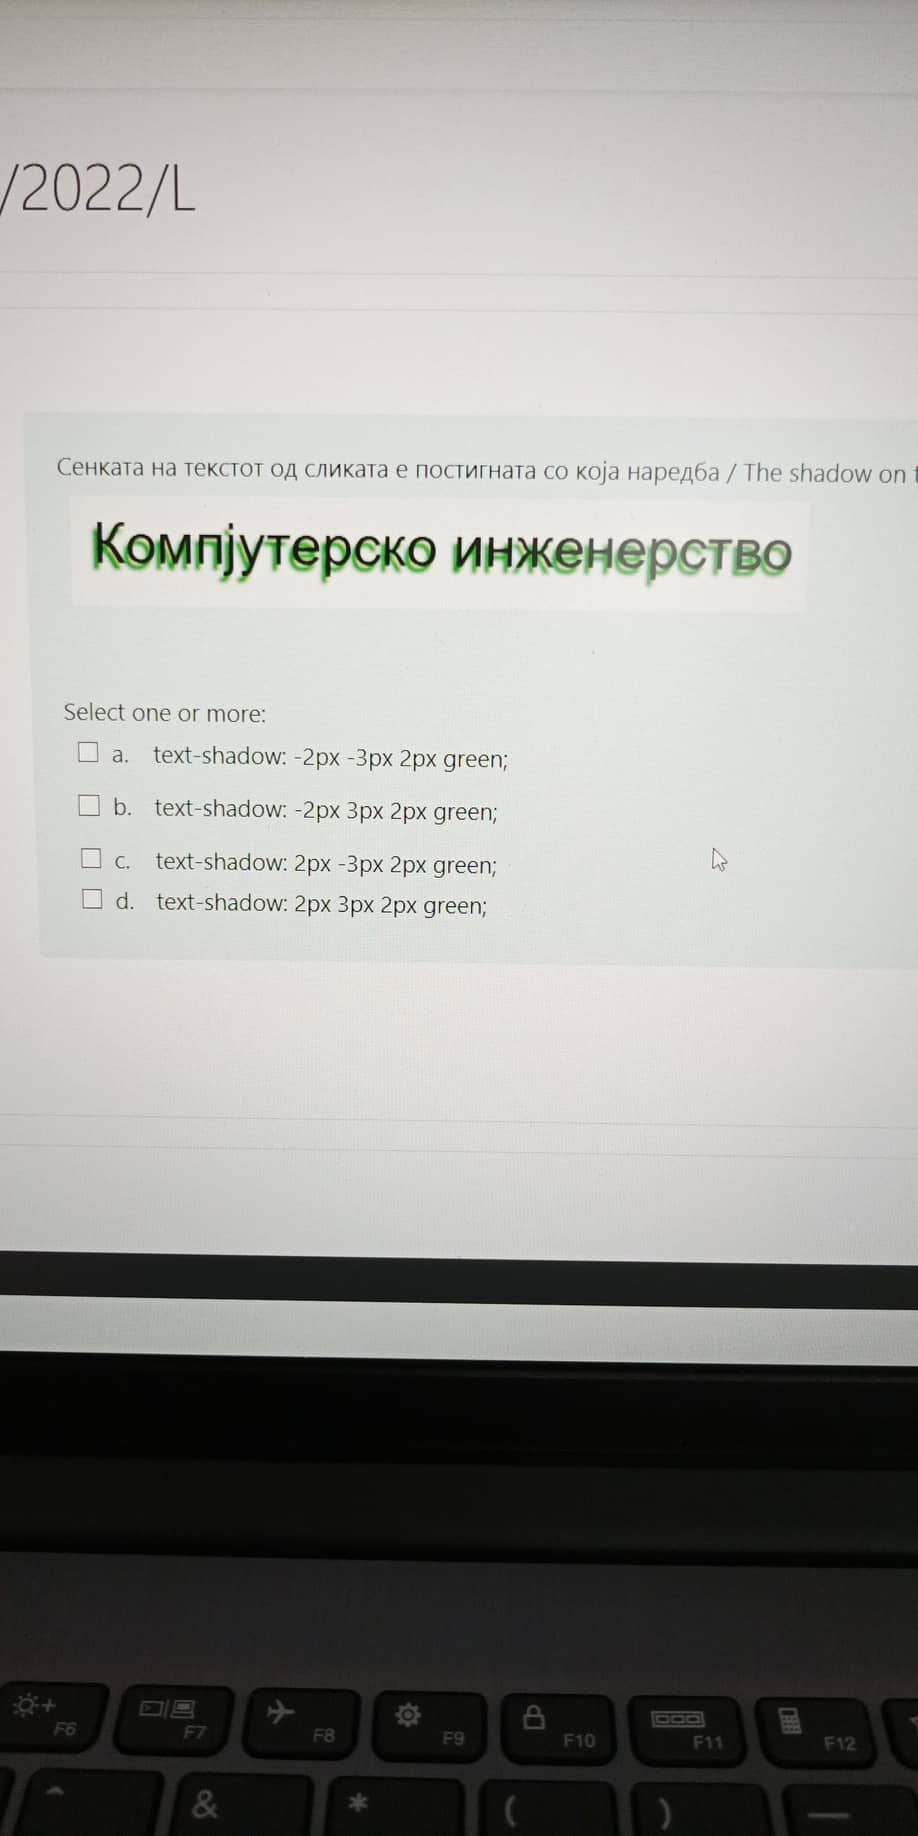 /2022/L
Сенката на текстот од сликата е постигната со која наредба / The shadow on
Компјутерско инженерство
Select one or more:
a. text-shadow: -2px -3px 2px green;
b. text-shadow: -2px 3px 2px green;
c. text-shadow: 2px -3px 2px green;
d. text-shadow: 2px 3px 2px green;
F6 F7 F8 F9 F10 F11 F12
^ & * ( ) —